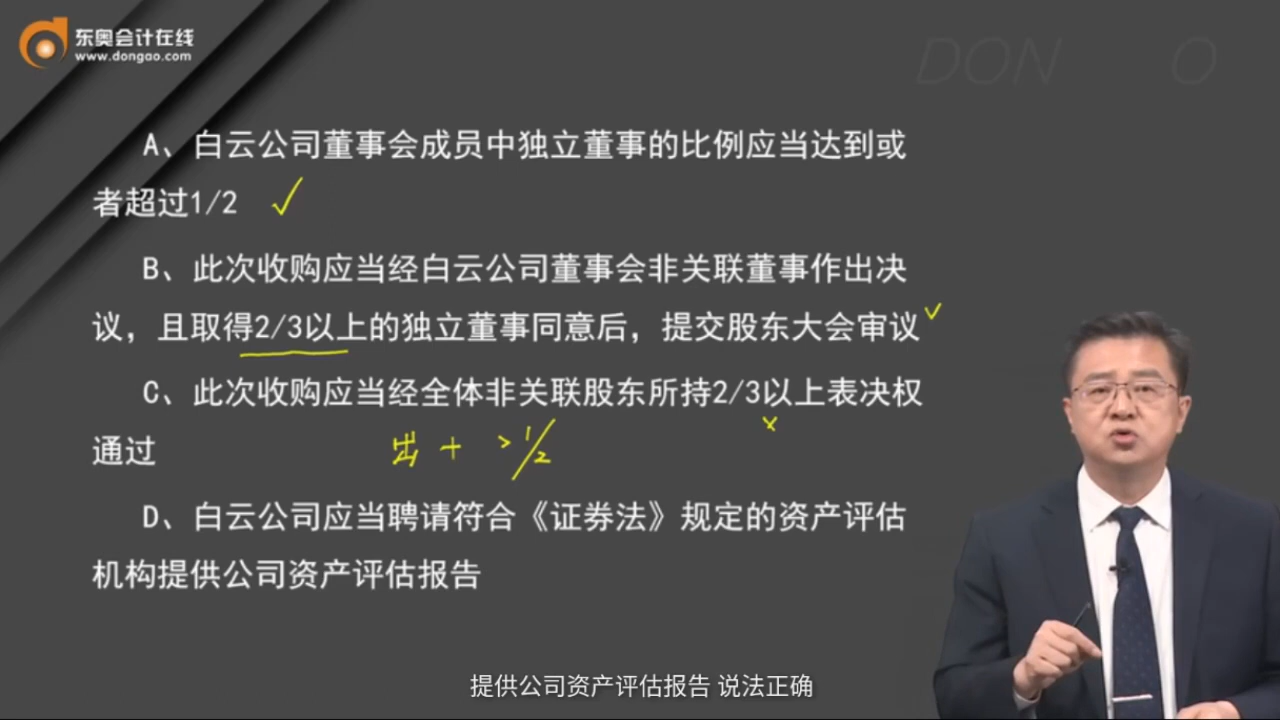 东奥会计在线
www.dongao.com
DON O
A、白云公司董事会成员中独立董事的比例应当达到或
者超过1/2 ✓
B、此次收购应当经白云公司董事会非关联董事作出决
议，且取得2/3以上的独立董事同意后，提交股东大会审议 ✓
C、此次收购应当经全体非关联股东所持2/3以上表决权
×
通过 出 + >1/2
D、白云公司应当聘请符合《证券法》规定的资产评估
机构提供公司资产评估报告
提供公司资产评估报告 说法正确